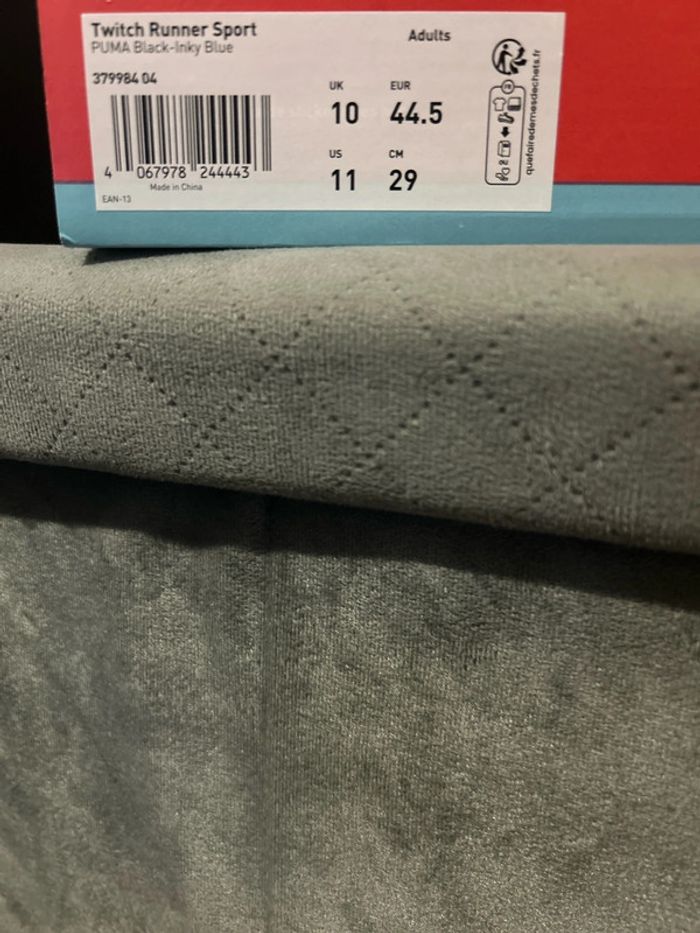 Twitch Runner Sport
PUMA Black-Inky Blue
Adults
379984 04
UK
10
EUR
44.5
US
11
CM
29
4 067978 244443
Made in China
EAN-13
FR
quefairedemesdechets.fr